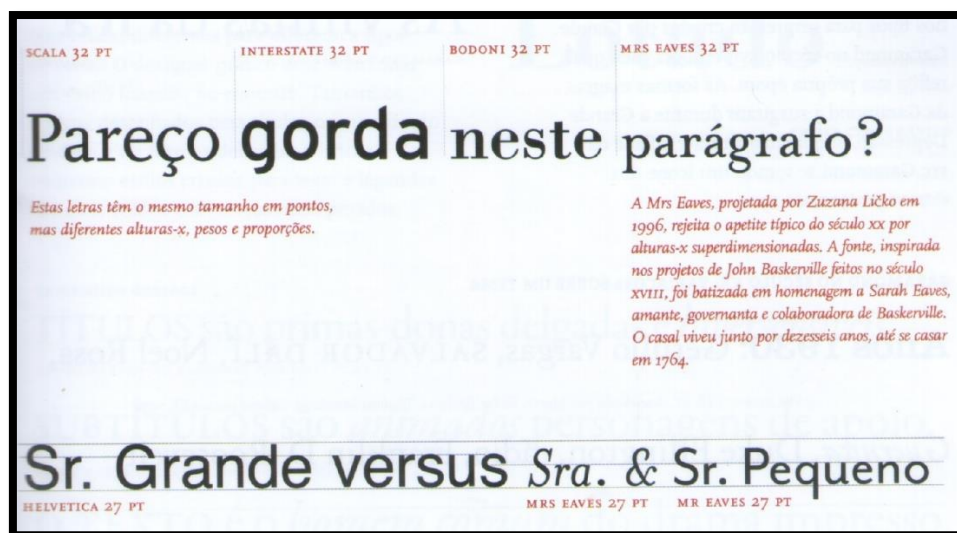 SCALA 32 PT INTERSTATE 32 PT BODONI 32 PT MRS EAVES 32 PT
Pareço gorda neste parágrafo?
Estas letras têm o mesmo tamanho em pontos,
mas diferentes alturas-x, pesos e proporções.
A Mrs Eaves, projetada por Zuzana Ličko em
1996, rejeita o apetite típico do século XX por
alturas-x superdimensionadas. A fonte, inspirada
nos projetos de John Baskerville feitos no século
XVIII, foi batizada em homenagem a Sarah Eaves,
amante, governanta e colaboradora de Baskerville.
O casal viveu junto por dezesseis anos, até se casar
em 1764.
Sr. Grande versus Sra. & Sr. Pequeno
HELVETICA 27 PT MRS EAVES 27 PT MR EAVES 27 PT